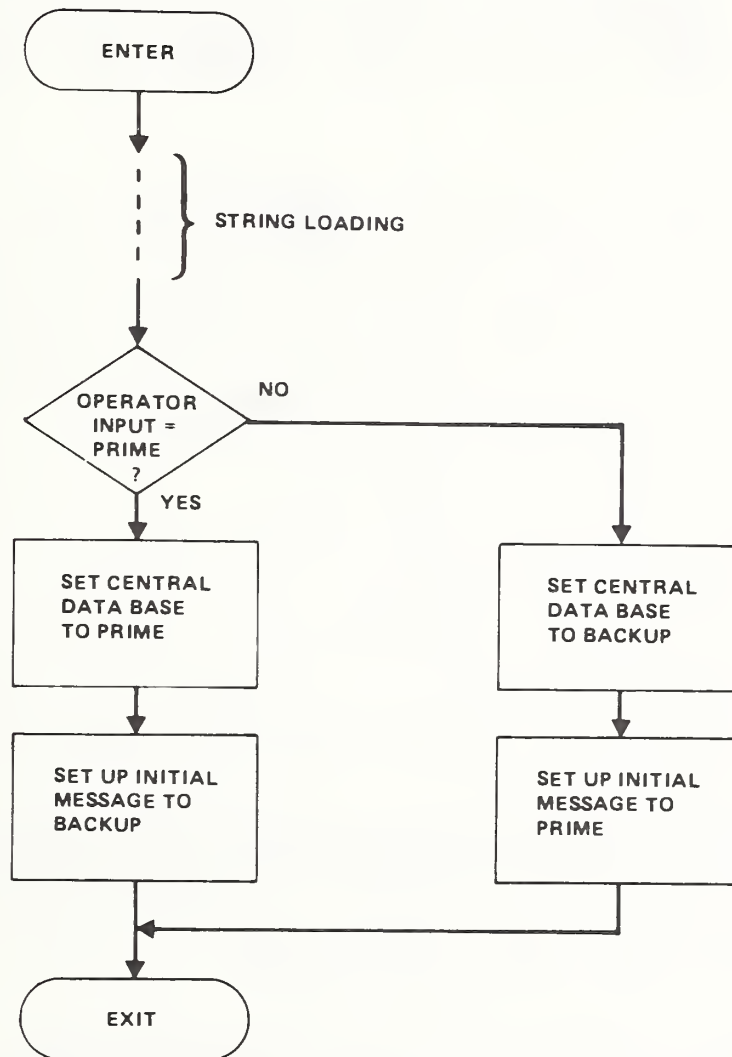 ENTER
STRING LOADING
OPERATOR
INPUT =
PRIME
?
NO
YES
SET CENTRAL
DATA BASE
TO PRIME
SET CENTRAL
DATA BASE
TO BACKUP
SET UP INITIAL
MESSAGE TO
BACKUP
SET UP INITIAL
MESSAGE TO
PRIME
EXIT